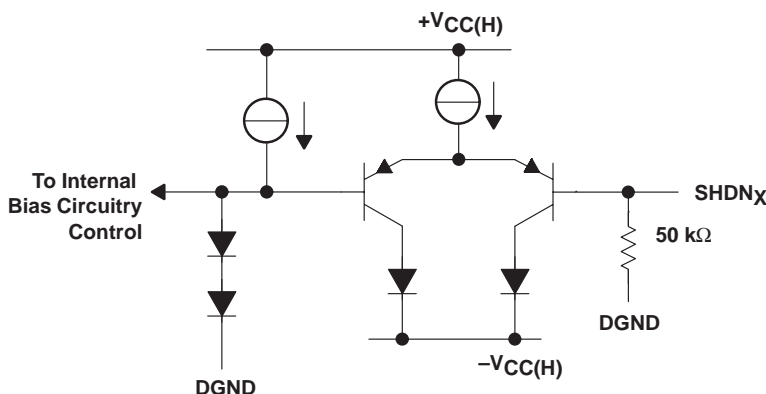 +VCC(H)
To Internal
Bias Circuitry
Control
SHDNX
50 kΩ
DGND
–VCC(H)
DGND